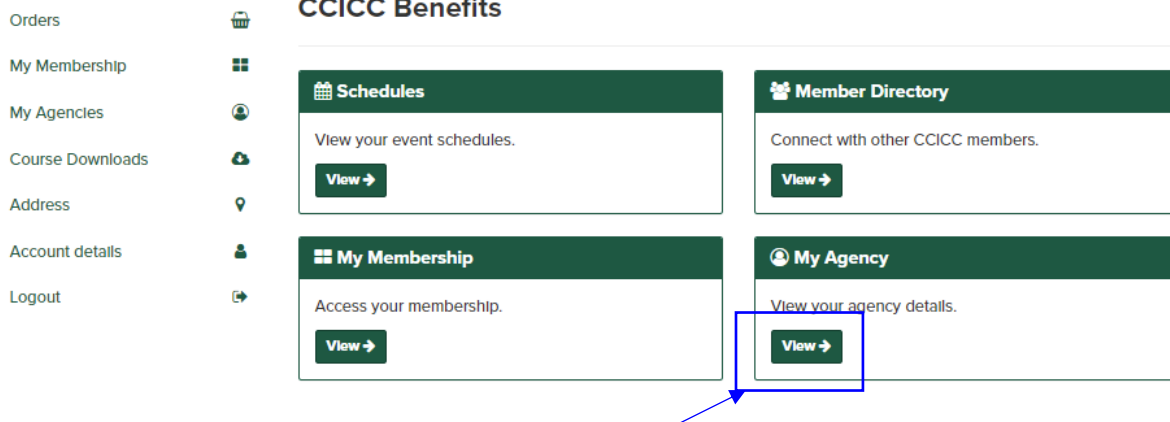 CCICC Benefits
Orders
My Membership
My Agencies
Course Downloads
Address
Account details
Logout
Schedules
View your event schedules.
View
Member Directory
Connect with other CCICC members.
View
My Membership
Access your membership.
View
My Agency
View your agency details.
View